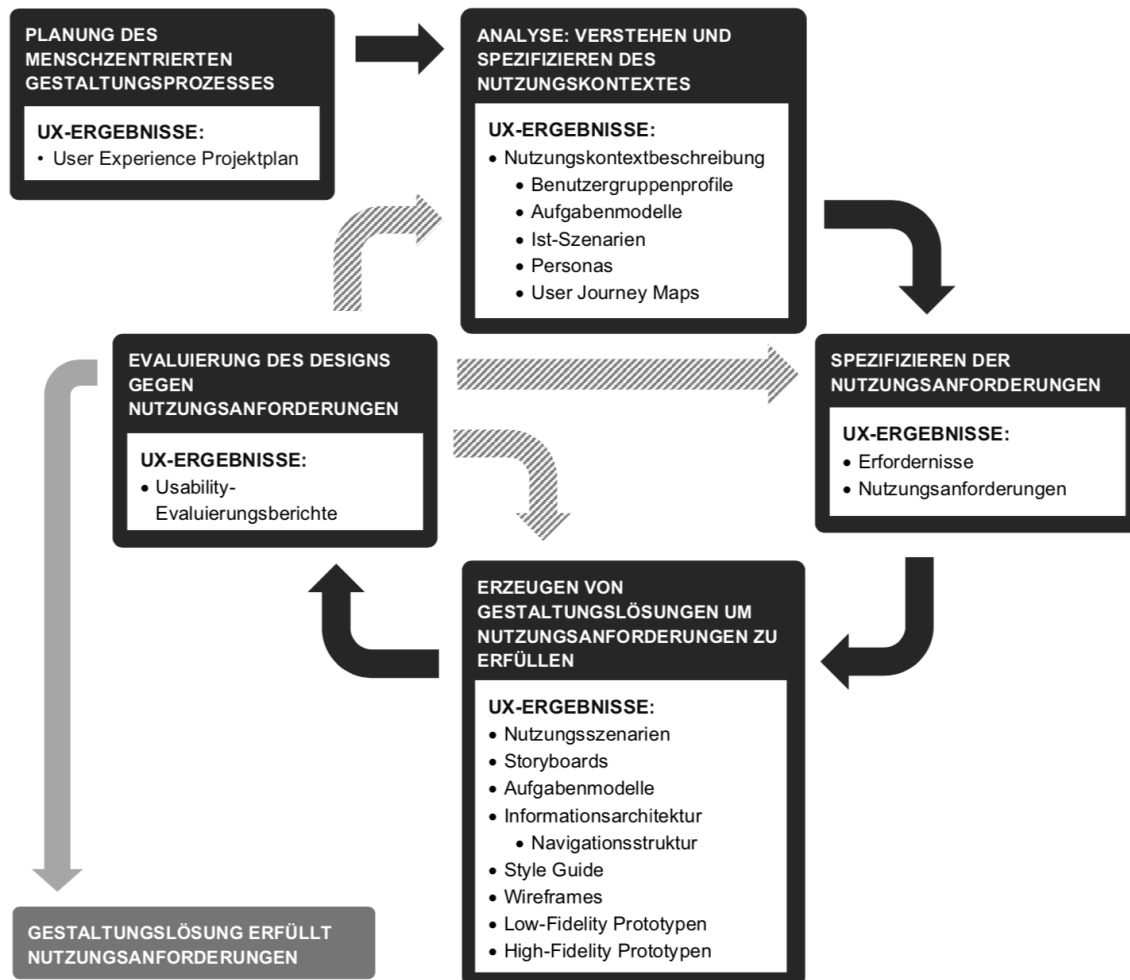 PLANUNG DES
MENSCHZENTRIERTEN
GESTALTUNGSPROZESSES
UX-ERGEBNISSE:
• User Experience Projektplan
ANALYSE: VERSTEHEN UND
SPEZIFIZIEREN DES
NUTZUNGSKONTEXTES
UX-ERGEBNISSE:
• Nutzungskontextbeschreibung
• Benutzergruppenprofile
• Aufgabenmodelle
• Ist-Szenarien
• Personas
• User Journey Maps
EVALUIERUNG DES DESIGNS
GEGEN
NUTZUNGSANFORDERUNGEN
UX-ERGEBNISSE:
• Usability-
Evaluierungsberichte
SPEZIFIZIEREN DER
NUTZUNGSANFORDERUNGEN
UX-ERGEBNISSE:
• Erfordernisse
• Nutzungsanforderungen
ERZEUGEN VON
GESTALTUNGSLÖSUNGEN UM
NUTZUNGSANFORDERUNGEN ZU
ERFÜLLEN
UX-ERGEBNISSE:
• Nutzungsszenarien
• Storyboards
• Aufgabenmodelle
• Informationsarchitektur
• Navigationsstruktur
• Style Guide
• Wireframes
• Low-Fidelity Prototypen
• High-Fidelity Prototypen
GESTALTUNGSLÖSUNG ERFÜLLT
NUTZUNGSANFORDERUNGEN